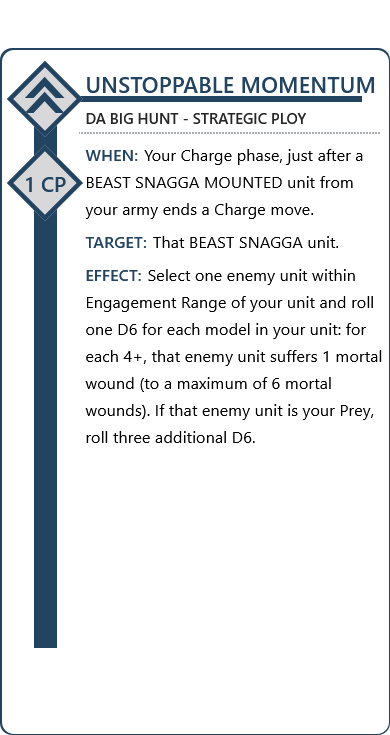 UNSTOPPABLE MOMENTUM
DA BIG HUNT - STRATEGIC PLOY
1 CP
WHEN: Your Charge phase, just after a
BEAST SNAGGA MOUNTED unit from
your army ends a Charge move.
TARGET: That BEAST SNAGGA unit.
EFFECT: Select one enemy unit within
Engagement Range of your unit and roll
one D6 for each model in your unit: for
each 4+, that enemy unit suffers 1 mortal
wound (to a maximum of 6 mortal
wounds). If that enemy unit is your Prey,
roll three additional D6.